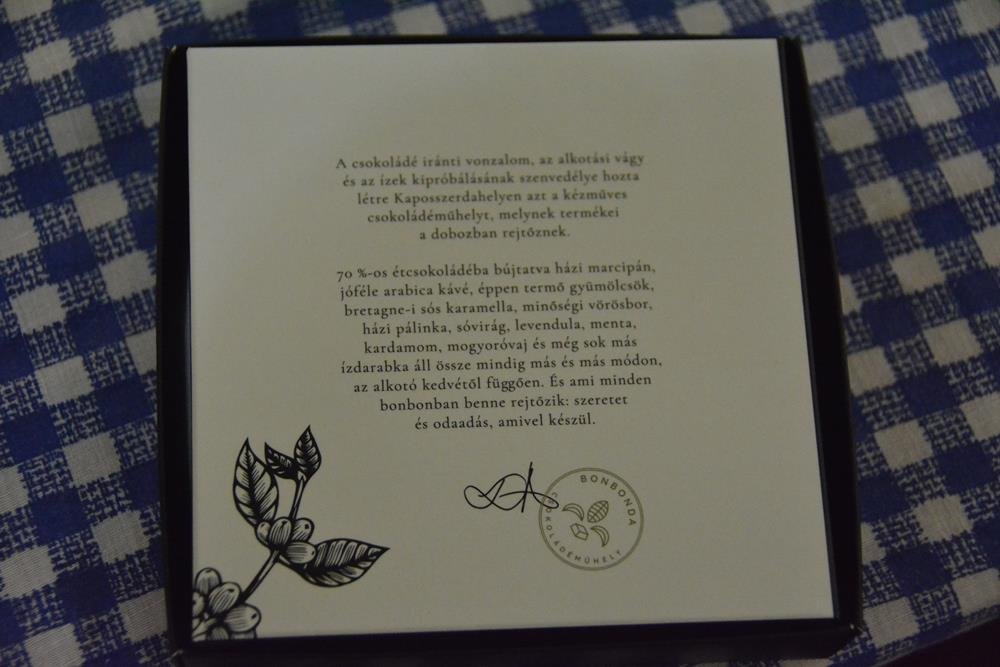 A csokoládé iránti vonzalom, az alkotási vágy
és az ízek kipróbálásának szenvedélye hozta
létre Kaposszerdahelyen azt a kézműves
csokoládéműhelyt, melynek termékei
a dobozban rejtőznek.
70 %-os étcsokoládéba bújtatva házi marcipán,
jóféle arabica kávé, éppen termő gyümölcsök,
bretagne-i sós karamella, minőségi vörösbor,
házi pálinka, sóvirág, levendula, menta,
kardamom, mogyoróvaj és még sok más
ízdarabka áll össze mindig más és más módon,
az alkotó kedvétől függően. És ami minden
bonbonban benne rejtőzik: szeretet
és odaadás, amivel készül.
BONBONDA
CSOKOLÁDÉMŰHELY